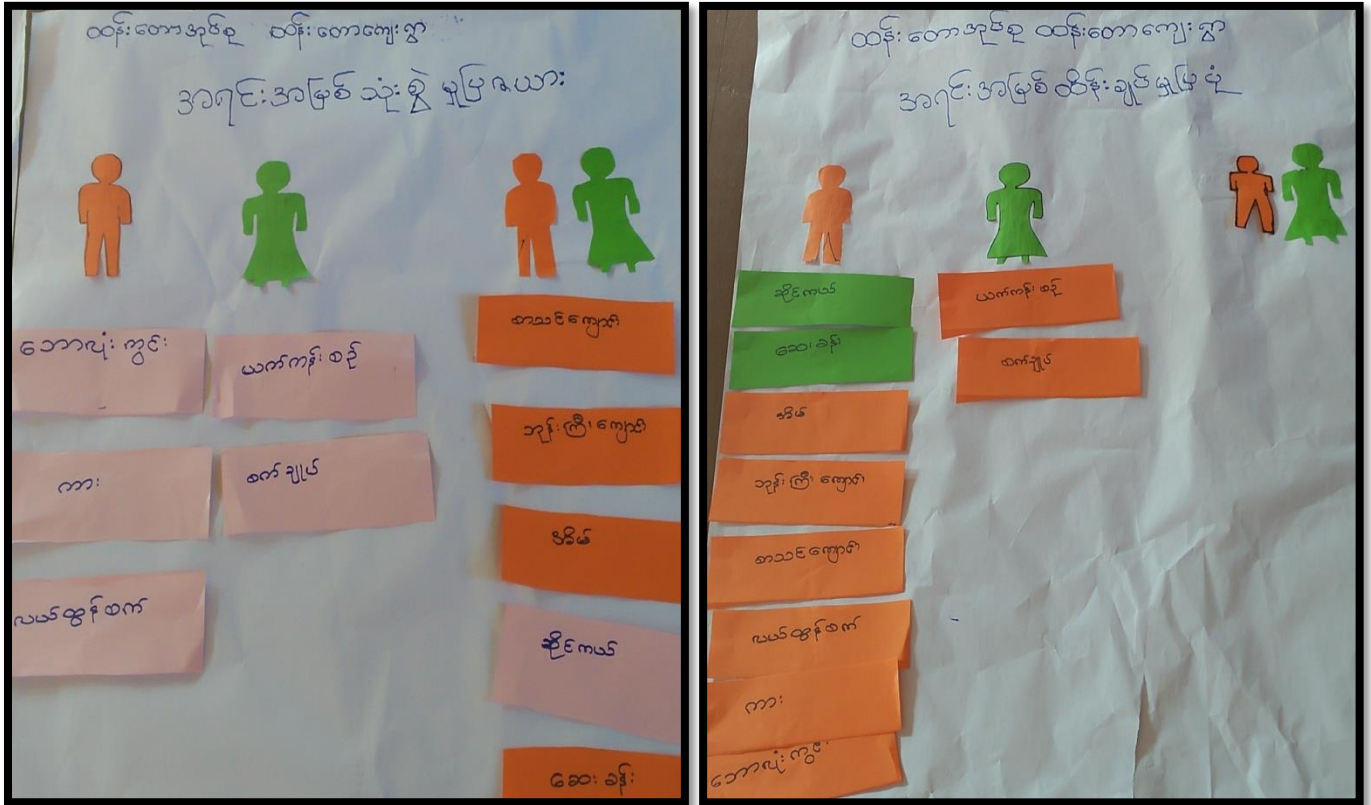 ထန်းတောအုပ်စု ထန်းတောကျေးရွာ
အရင်းအမြစ် သုံးစွဲ မှုပြဇယား
ဘောလုံးကွင်း
ကား
လယ်ထွန်စက်
ယက်ကန်းစဉ်
စက်ချုပ်
စာသင်ကျောင်း
ဘုန်းကြီးကျောင်း
အိမ်
ဆိုင်ကယ်
ဆေးခန်း
ထန်းတောအုပ်စု ထန်းတောကျေးရွာ
အရင်းအမြစ် ထိန်းချုပ်မှုပြပုံ
ဆိုင်ကယ်
ဆေးခန်း
အိမ်
ဘုန်းကြီးကျောင်း
စာသင်ကျောင်း
လယ်ထွန်စက်
ကား
ဘောလုံးကွင်း
ယက်ကန်းစဉ်
စက်ချုပ်